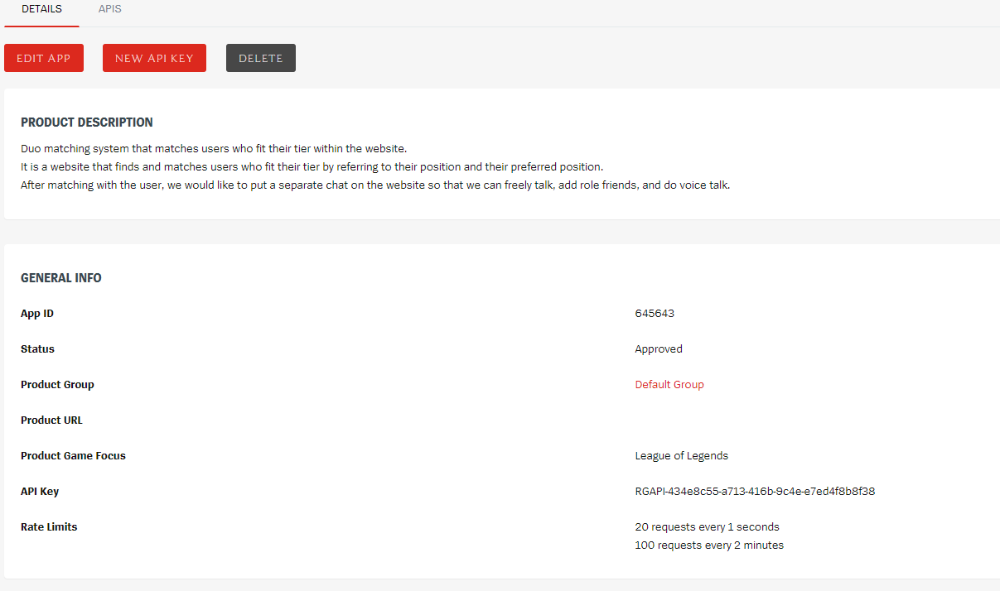 DETAILS APIS
EDIT APP NEW API KEY DELETE
PRODUCT DESCRIPTION
Duo matching system that matches users who fit their tier within the website.
It is a website that finds and matches users who fit their tier by referring to their position and their preferred position.
After matching with the user, we would like to put a separate chat on the website so that we can freely talk, add role friends, and do voice talk.
GENERAL INFO
App ID 645643
Status Approved
Product Group Default Group
Product URL
Product Game Focus League of Legends
API Key RGAPI-434e8c55-a713-416b-9c4e-e7ed4f8b8f38
Rate Limits 20 requests every 1 seconds
100 requests every 2 minutes